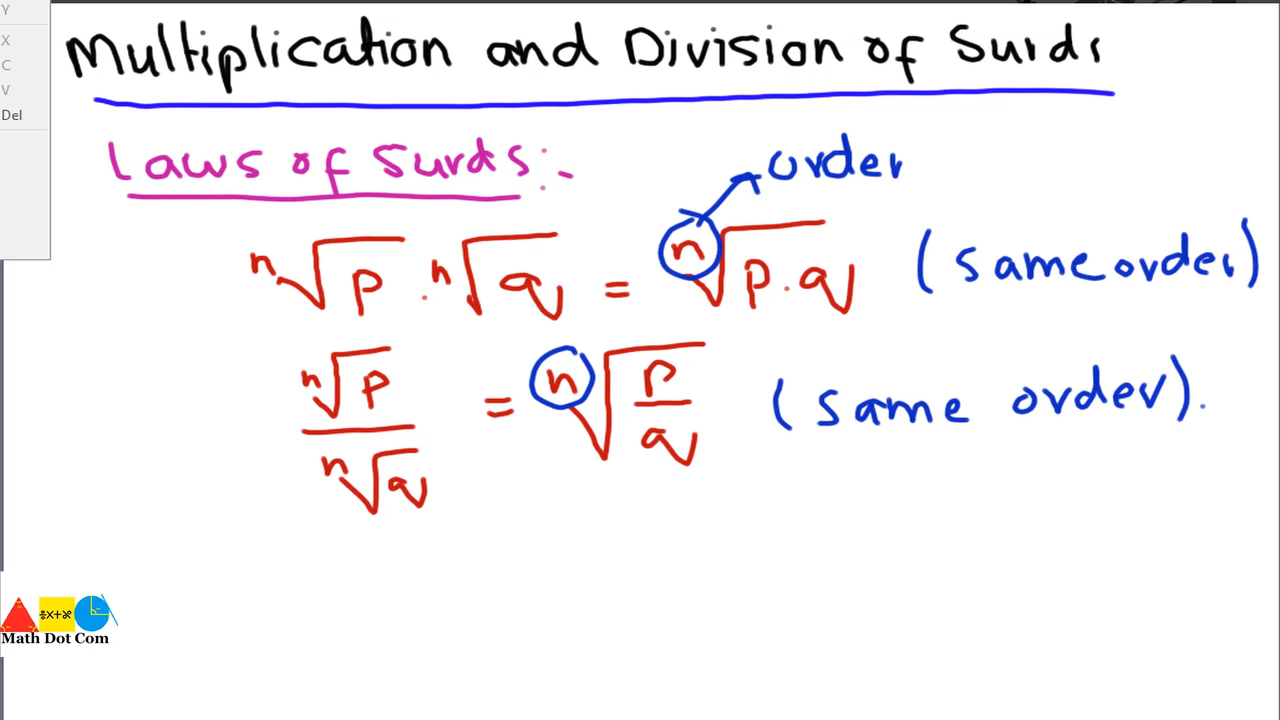 Y
X
C
V
Del
Multiplication and Division of Surds
Laws of Surds:-
order
ⁿ√p . ⁿ√q = ⁿ√p.q (same order)
ⁿ√p / ⁿ√q = ⁿ√p/q (same order).
÷x+
Math Dot Com